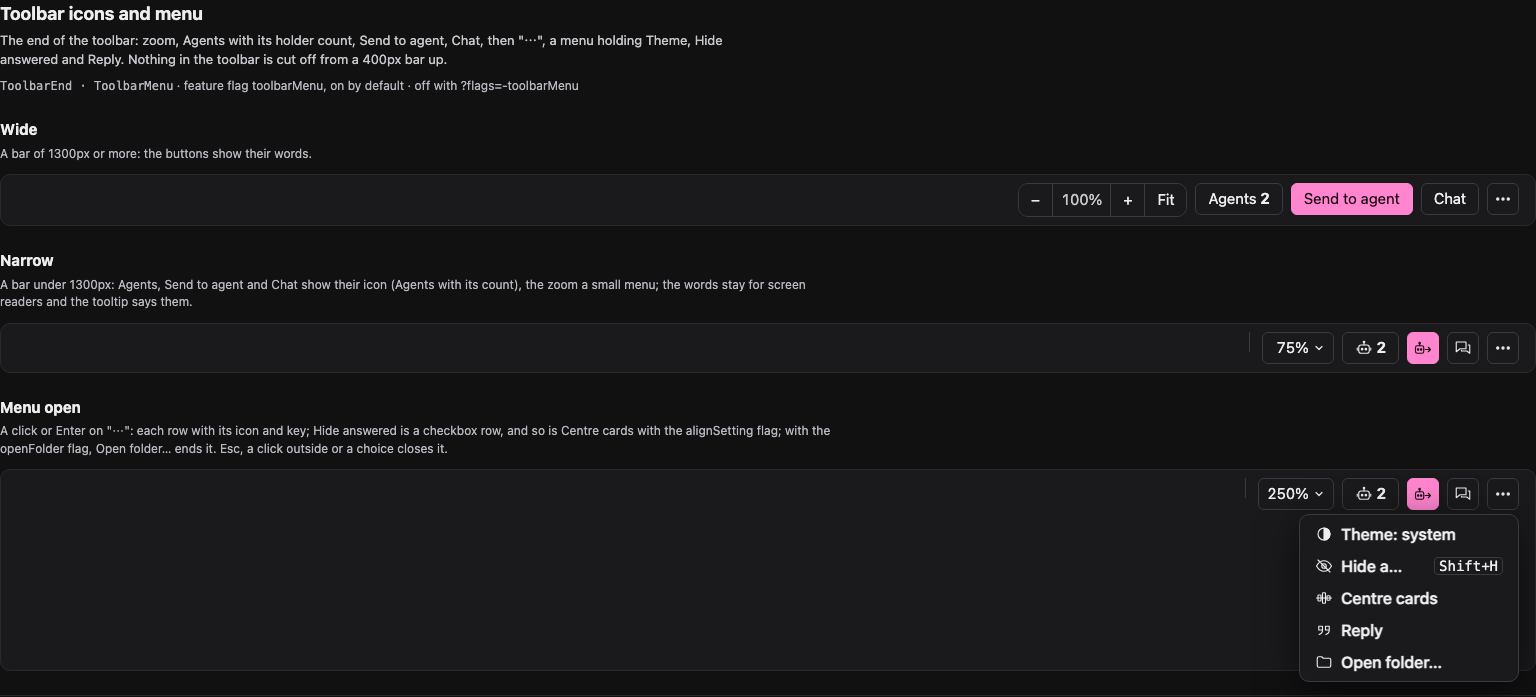 Toolbar icons and menu
The end of the toolbar: zoom, Agents with its holder count, Send to agent, Chat, then "⋯", a menu holding Theme, Hide
answered and Reply. Nothing in the toolbar is cut off from a 400px bar up.
ToolbarEnd · ToolbarMenu · feature flag toolbarMenu, on by default · off with ?flags=-toolbarMenu
Wide
A bar of 1300px or more: the buttons show their words.
− 100% + Fit Agents 2 Send to agent Chat ⋯
Narrow
A bar under 1300px: Agents, Send to agent and Chat show their icon (Agents with its count), the zoom a small menu; the words stay for screen
readers and the tooltip says them.
75% 2 ⋯
Menu open
A click or Enter on "⋯": each row with its icon and key; Hide answered is a checkbox row, and so is Centre cards with the alignSetting flag; with the
openFolder flag, Open folder... ends it. Esc, a click outside or a choice closes it.
250% 2 ⋯
Theme: system
Hide a... Shift+H
Centre cards
Reply
Open folder...